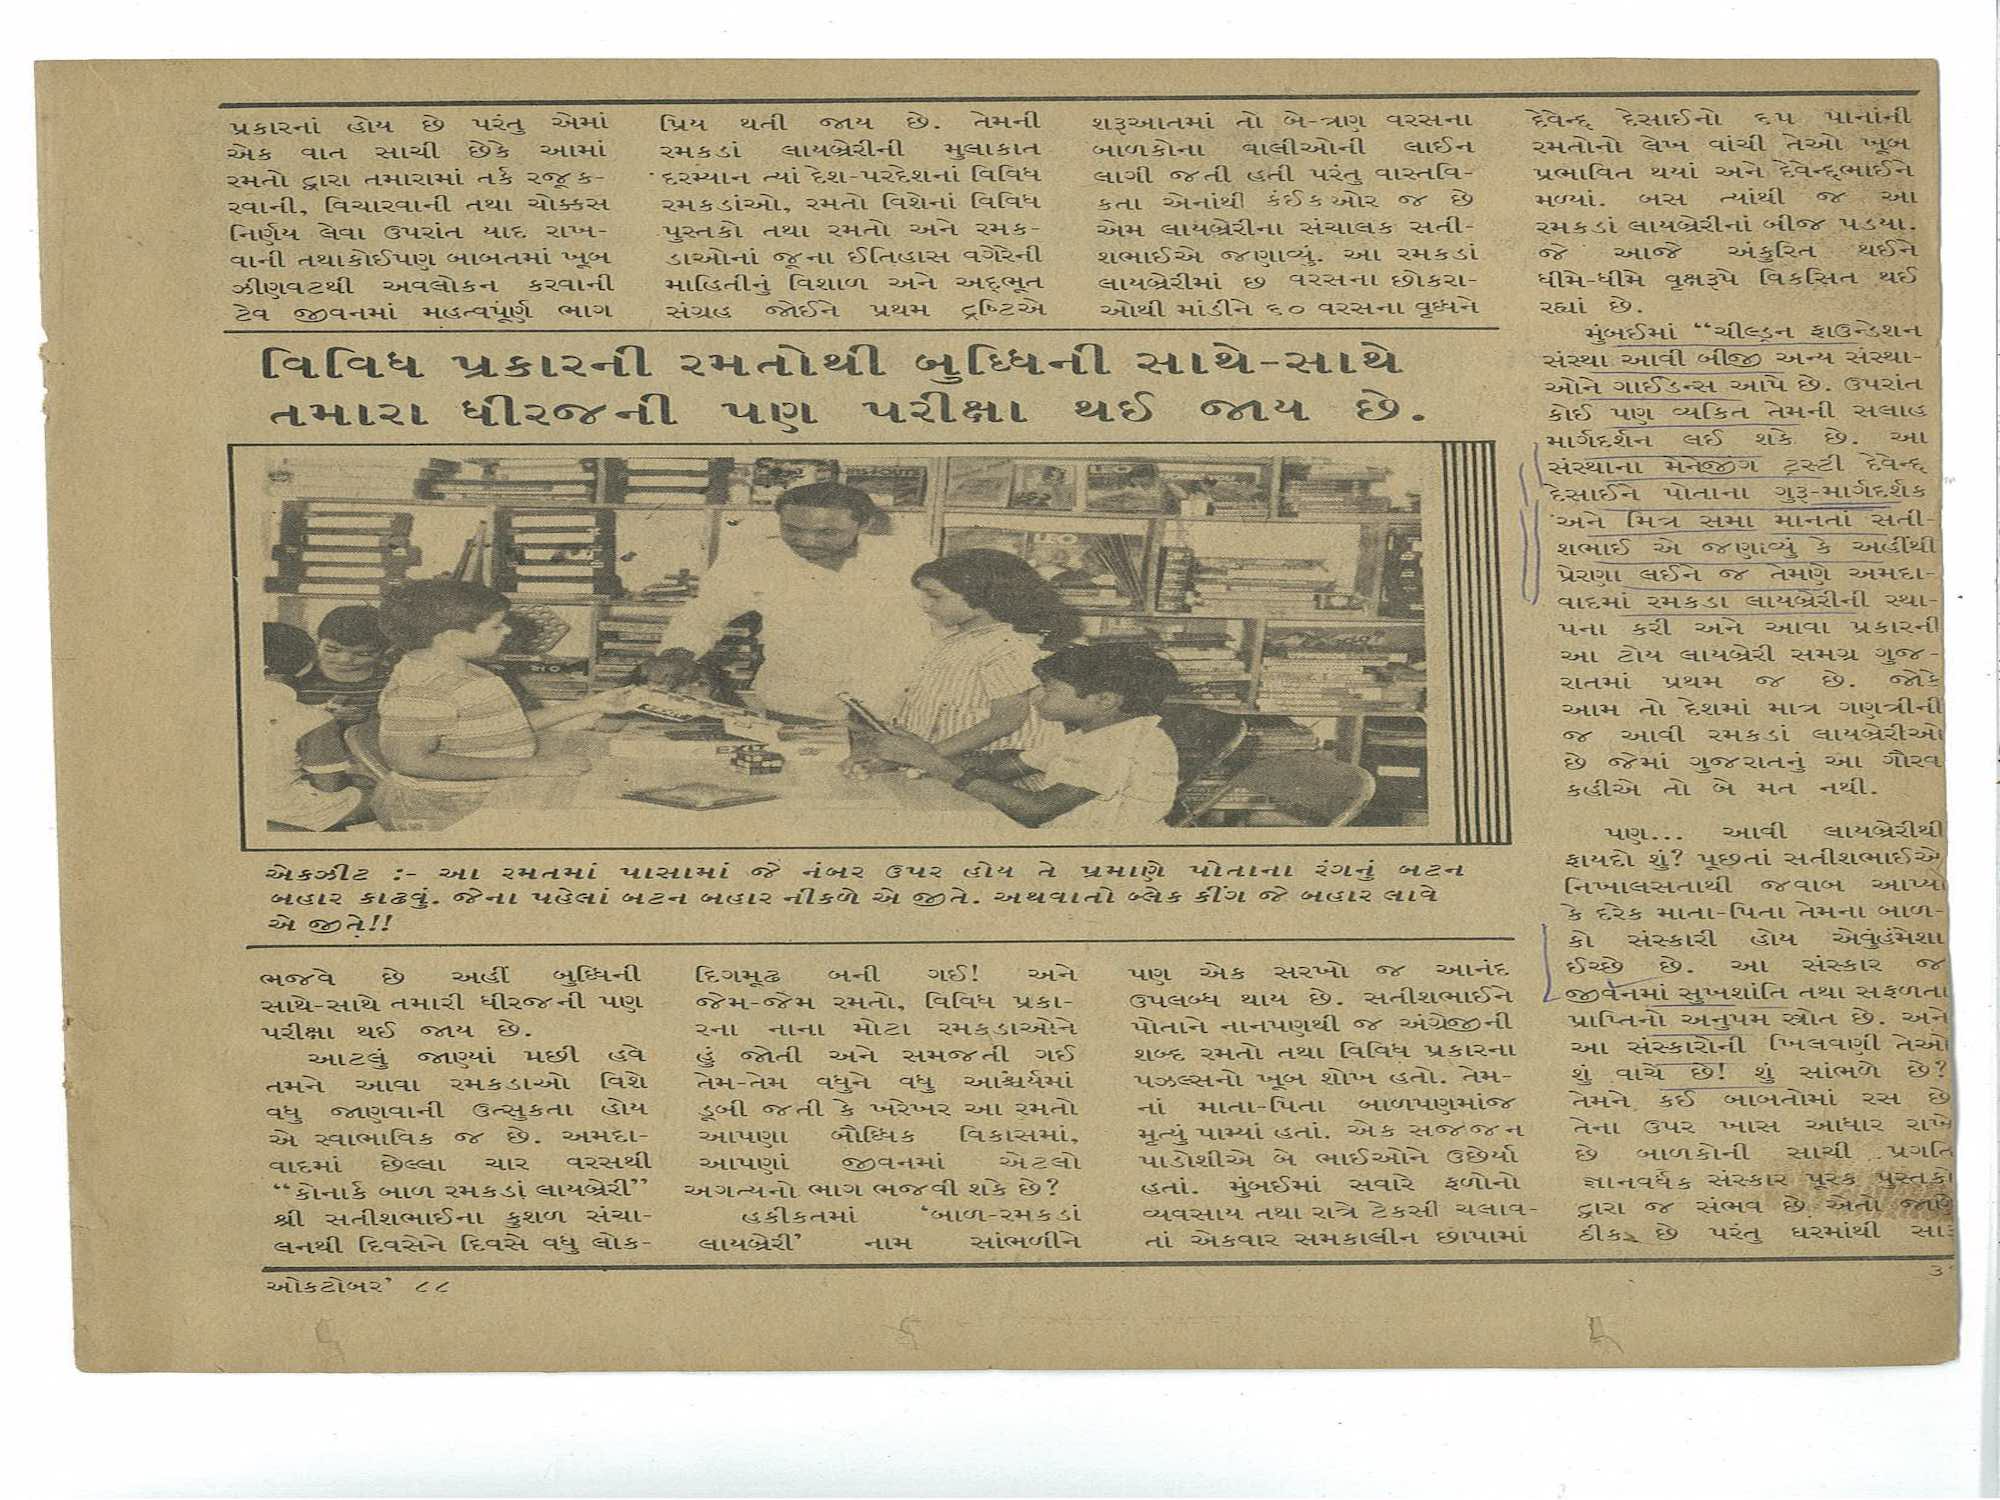 પ્રકારનાં હોય છે પરંતુ એમાં
એક વાત સાચી છેકે આમાં
રમતો દ્વારા તમારામાં તર્ક રજૂ ક-
રવાની, વિચારવાની તથા ચોક્કસ
નિર્ણય લેવા ઉપરાંત યાદ રાખ-
વાની તથાકોઈપણ બાબતમાં ખૂબ
ઝીણવટથી અવલોકન કરવાની
ટેવ જીવનમાં મહત્વપૂર્ણ ભાગ
પ્રિય થતી જાય છે. તેમની
રમકડાં લાયબ્રેરીની મુલાકાત
દરમ્યાન ત્યાં દેશ-પરદેશનાં વિવિધ
રમકડાંઓ, રમતો વિશેનાં વિવિધ
પુસ્તકો તથા રમતો અને રમક-
ડાઓનાં જૂના ઈતિહાસ વગેરેની
માહિતીનું વિશાળ અને અદ્ભૂત
સંગ્રહ જોઈને પ્રથમ દ્રષ્ટિએ
શરૂઆતમાં તો બે-ત્રણ વરસના
બાળકોના વાલીઓની લાઈન
લાગી જતી હતી પરંતુ વાસ્તવિ-
કતા એનાંથી કંઈક ઓર જ છે
એમ લાયબ્રેરીના સંચાલક સતી-
શભાઈએ જણાવ્યું. આ રમકડાં
લાયબ્રેરીમાં છ વરસના છોકરા-
ઓથી માંડીને ૬૦ વરસના વૃધ્ધને
વિવિધ પ્રકારની રમતોથી બુધ્ધિની સાથે-સાથે
તમારા ધીરજની પણ પરીક્ષા થઈ જાય છે.
EXIT
LEO
એકઝીટ :- આ રમતમાં પાસામાં જે નંબર ઉપર હોય તે પ્રમાણે પોતાના રંગનું બટન
બહાર કાઢવું. જેના પહેલાં બટન બહાર નીકળે એ જીતે. અથવાતો બ્લેક કીંગ જે બહાર લાવે
એ જીતે!!
ભજવે છે અહીં બુધ્ધિની
સાથે-સાથે તમારી ધીરજની પણ
પરીક્ષા થઈ જાય છે.
આટલું જાણ્યાં પછી હવે
તમને આવા રમકડાઓ વિશે
વધુ જાણવાની ઉત્સુકતા હોય
એ સ્વાભાવિક જ છે. અમદા-
વાદમાં છેલ્લા ચાર વરસથી
“કોનાર્ક બાળ રમકડાં લાયબ્રેરી”
શ્રી સતીશભાઈના કુશળ સંચા-
લનથી દિવસેને દિવસે વધુ લોક-
દિગમૂઢ બની ગઈ! અને
જેમ-જેમ રમતો, વિવિધ પ્રકા-
રના નાના મોટા રમકડાઓને
હું જોતી અને સમજતી ગઈ
તેમ-તેમ વધુને વધુ આશ્ચર્યમાં
ડૂબી જતી કે ખરેખર આ રમતો
આપણા બૌધ્ધિક વિકાસમાં,
આપણાં જીવનમાં એટલો
અગત્યનો ભાગ ભજવી શકે છે?
હકીકતમાં ‘બાળ-રમકડાં
લાયબ્રેરી’ નામ સાંભળીને
પણ એક સરખો જ આનંદ
ઉપલબ્ધ થાય છે. સતીશભાઈને
પોતાને નાનપણથી જ અંગ્રેજીની
શબ્દ રમતો તથા વિવિધ પ્રકારના
પઝલ્સનો ખૂબ શોખ હતો. તેમ-
નાં માતા-પિતા બાળપણમાંજ
મૃત્યું પામ્યાં હતાં. એક સજજન
પાડોશીએ બે ભાઈઓને ઉછેર્યા
હતાં. મુંબઈમાં સવારે ફળોનો
વ્યવસાય તથા રાત્રે ટેકસી ચલાવ-
તાં એકવાર સમકાલીન છાપામાં
દેવેન્દ્ર દેસાઈનો ૬૫ પાનાંની
રમતોનો લેખ વાંચી તેઓ ખૂબ
પ્રભાવિત થયાં અને દેવેન્દ્રભાઈને
મળ્યાં. બસ ત્યાંથી જ આ
રમકડાં લાયબ્રેરીનાં બીજ પડયા.
જે આજે અંકુરિત થઈને
ધીમે-ધીમે વૃક્ષરૂપે વિકસિત થઈ
રહ્યાં છે.
મુંબઈમાં “ચીલ્ડ્રન ફાઉન્ડેશન
સંસ્થા આવી બીજી અન્ય સંસ્થા-
ઓને ગાઈડન્સ આપે છે. ઉપરાંત
કોઈ પણ વ્યકિત તેમની સલાહ
માર્ગદર્શન લઈ શકે છે. આ
સંસ્થાના મેનેજીંગ ટ્રસ્ટી દેવેન્દ્ર
દેસાઈને પોતાના ગુરૂ-માર્ગદર્શક
અને મિત્ર સમા માનતાં સતી-
શભાઈ એ જણાવ્યું કે અહીંથી
પ્રેરણા લઈને જ તેમણે અમદા-
વાદમાં રમકડા લાયબ્રેરીની સ્થા-
પના કરી અને આવા પ્રકારની
આ ટોય લાયબ્રેરી સમગ્ર ગુજ-
રાતમાં પ્રથમ જ છે. જોકે
આમ તો દેશમાં માત્ર ગણત્રીની
જ આવી રમકડાં લાયબ્રેરીઓ
છે જેમાં ગુજરાતનું આ ગૌરવ
કહીએ તો બે મત નથી.
પણ... આવી લાયબ્રેરીથી
ફાયદો શું? પૂછતાં સતીશભાઈએ
નિખાલસતાથી જવાબ આપ્યો
કે દરેક માતા-પિતા તેમના બાળ-
કો સંસ્કારી હોય એવુંહંમેશા
ઈચ્છે છે. આ સંસ્કાર જ
જીવનમાં સુખશાંતિ તથા સફળતા
પ્રાપ્તિનો અનુપમ સ્ત્રોત છે. અને
આ સંસ્કારોની ખિલવણી તેઓ
શું વાચે છે! શું સાંભળે છે?
તેમને કઈ બાબતોમાં રસ છે
તેના ઉપર ખાસ આધાર રાખે
છે બાળકોની સાચી પ્રગતિ
જ્ઞાનવર્ધક સંસ્કાર પૂરક પુસ્તકો
દ્વારા જ સંભવ છે. એતો જાણે
ઠીક છે પરંતુ ઘરમાંથી
ઓકટોબર’ ૮૮